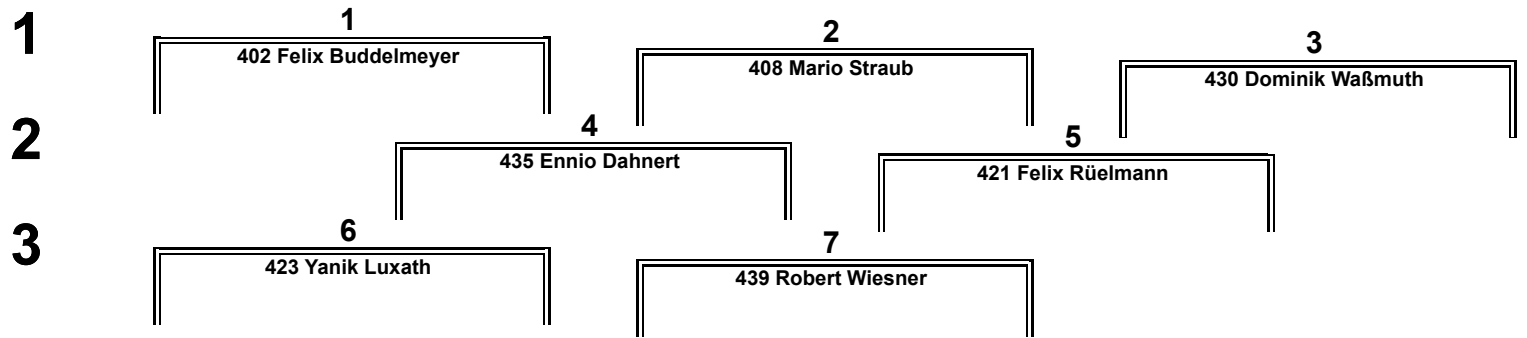 1
1
402 Felix Buddelmeyer
2
408 Mario Straub
3
430 Dominik Waßmuth
2
4
435 Ennio Dahnert
5
421 Felix Rüelmann
3
6
423 Yanik Luxath
7
439 Robert Wiesner